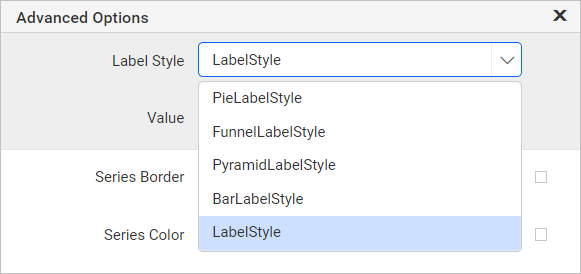 Advanced Options
Label Style
LabelStyle
Value
PieLabelStyle
FunnelLabelStyle
PyramidLabelStyle
BarLabelStyle
LabelStyle
Series Border
Series Color